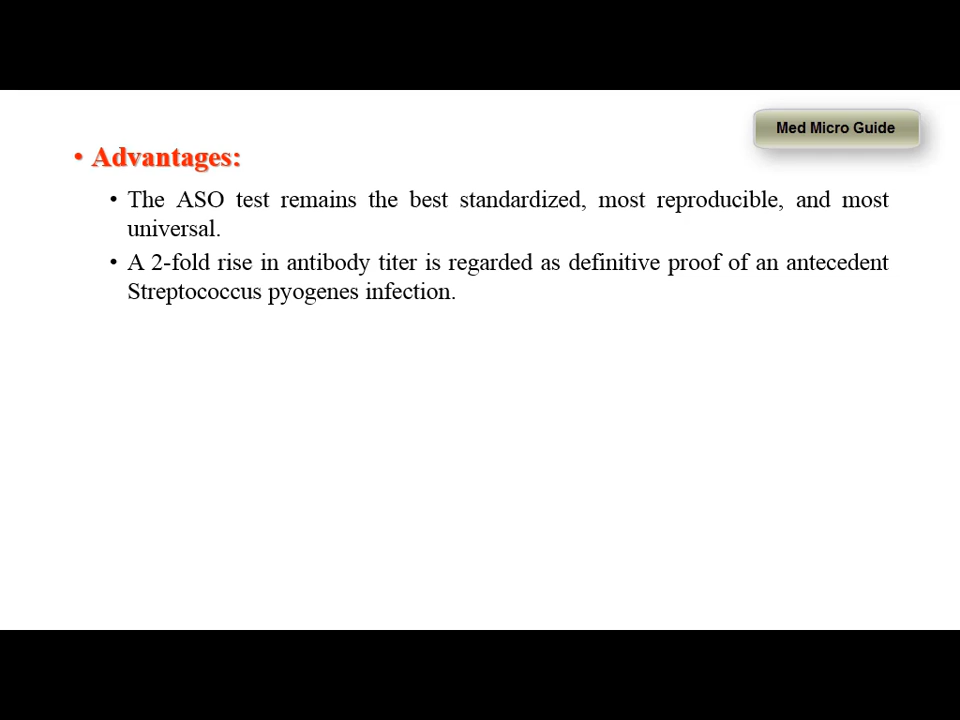 Med Micro Guide
• Advantages:
• The ASO test remains the best standardized, most reproducible, and most
universal.
• A 2-fold rise in antibody titer is regarded as definitive proof of an antecedent
Streptococcus pyogenes infection.